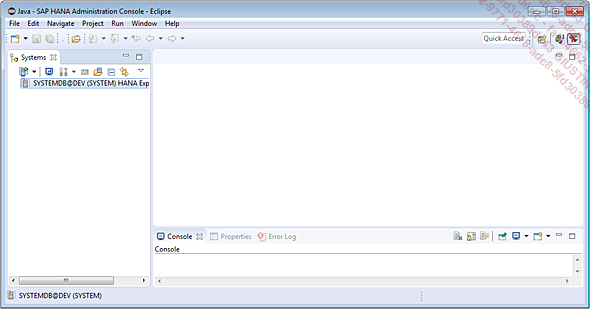 Java - SAP HANA Administration Console - Eclipse
File Edit Navigate Project Run Window Help
Quick Access
Systems
SYSTEMDB@DEV (SYSTEM) HANA Exp
Console Properties Error Log
Console
SYSTEMDB@DEV (SYSTEM)